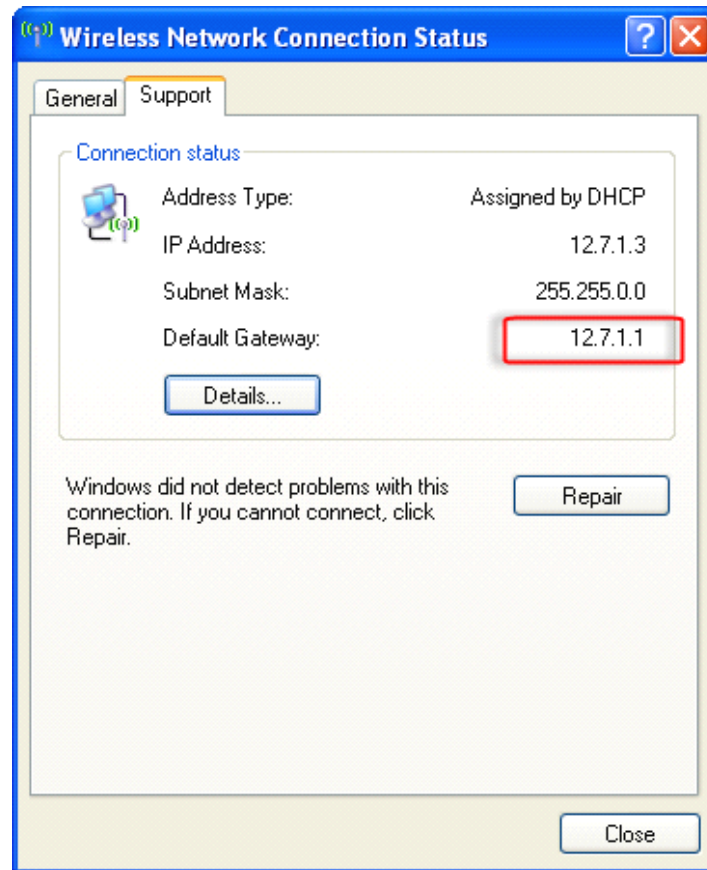 Wireless Network Connection Status
General Support
Connection status
Address Type: Assigned by DHCP
IP Address: 12.7.1.3
Subnet Mask: 255.255.0.0
Default Gateway: 12.7.1.1
Details...
Windows did not detect problems with this
connection. If you cannot connect, click
Repair.
Repair
Close